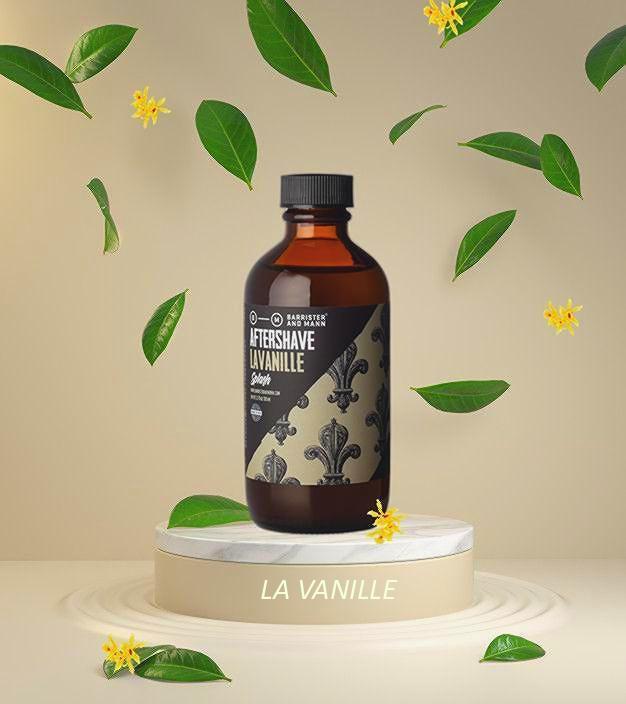 B M BARRISTER
AND MANN
AFTERSHAVE
LAVANILLE
Splash
LA VANILLE